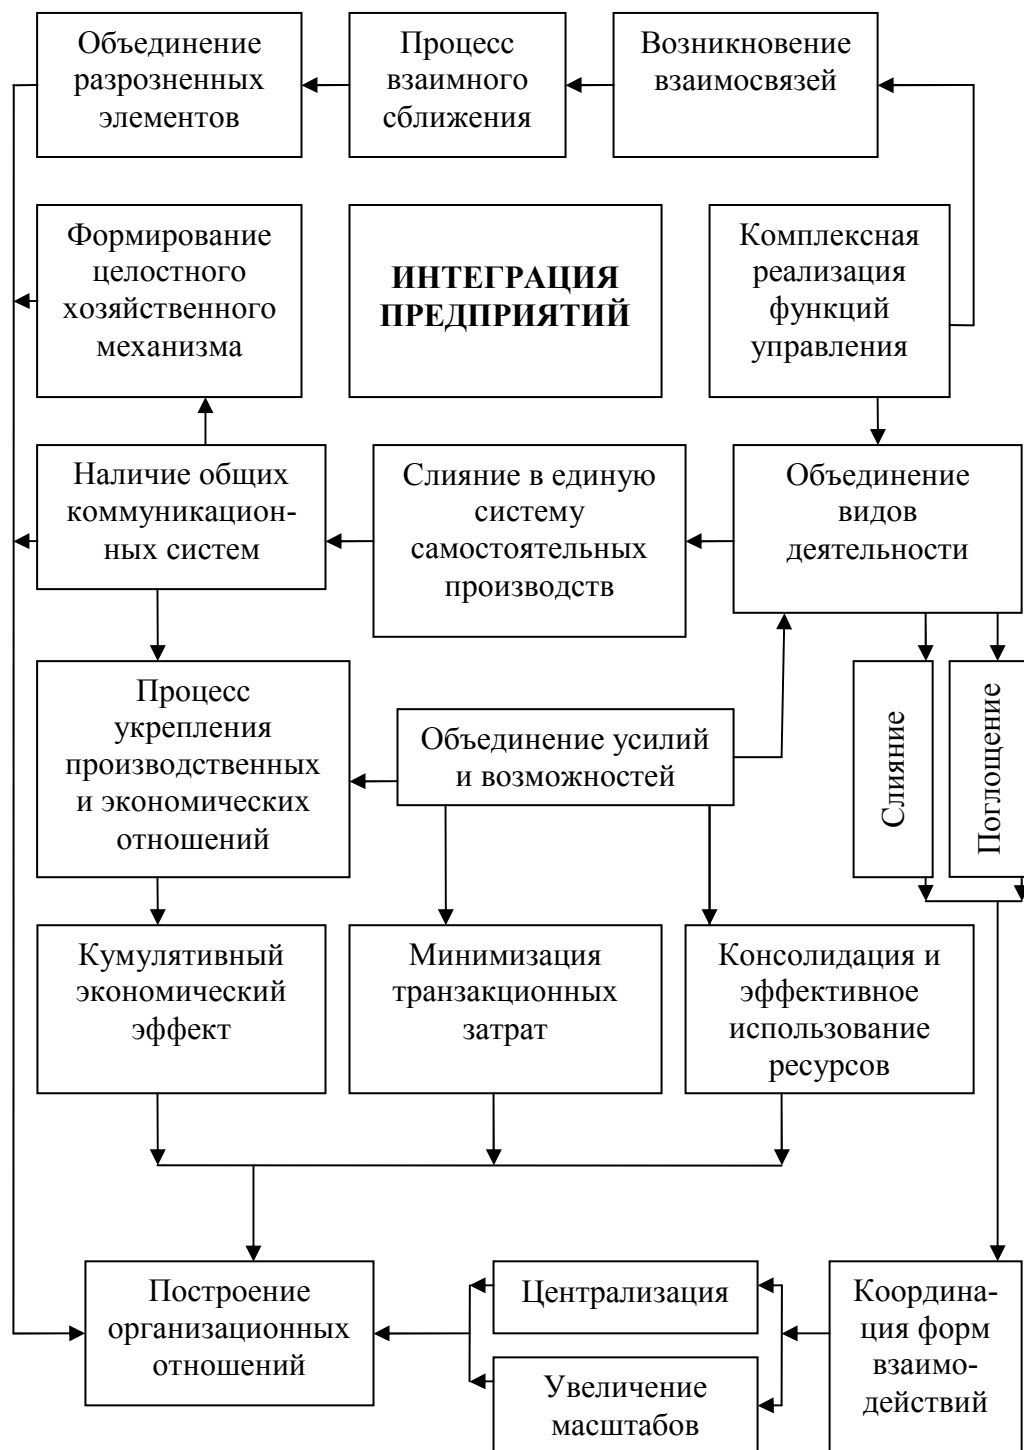 Объединение
разрозненных
элементов
Процесс
взаимного
сближения
Возникновение
взаимосвязей
Формирование
целостного
хозяйственного
механизма
ИНТЕГРАЦИЯ
ПРЕДПРИЯТИЙ
Комплексная
реализация
функций
управления
Наличие общих
коммуникацион-
ных систем
Слияние в единую
систему
самостоятельных
производств
Объединение
видов
деятельности
Процесс
укрепления
производственных
и экономических
отношений
Объединение усилий
и возможностей
Слияние
Поглощение
Кумулятивный
экономический
эффект
Минимизация
транзакционных
затрат
Консолидация и
эффективное
использование
ресурсов
Построение
организационных
отношений
Централизация
Увеличение
масштабов
Координа-
ция форм
взаимо-
действий